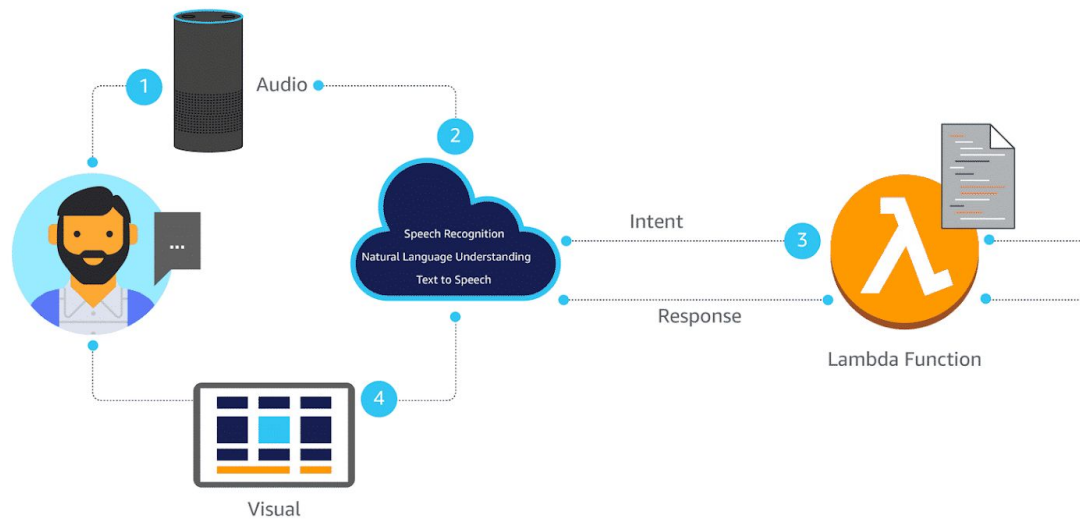 1
Audio
2
Speech Recognition
Natural Language Understanding
Text to Speech
...
Intent
3
Response
Lambda Function
4
Visual